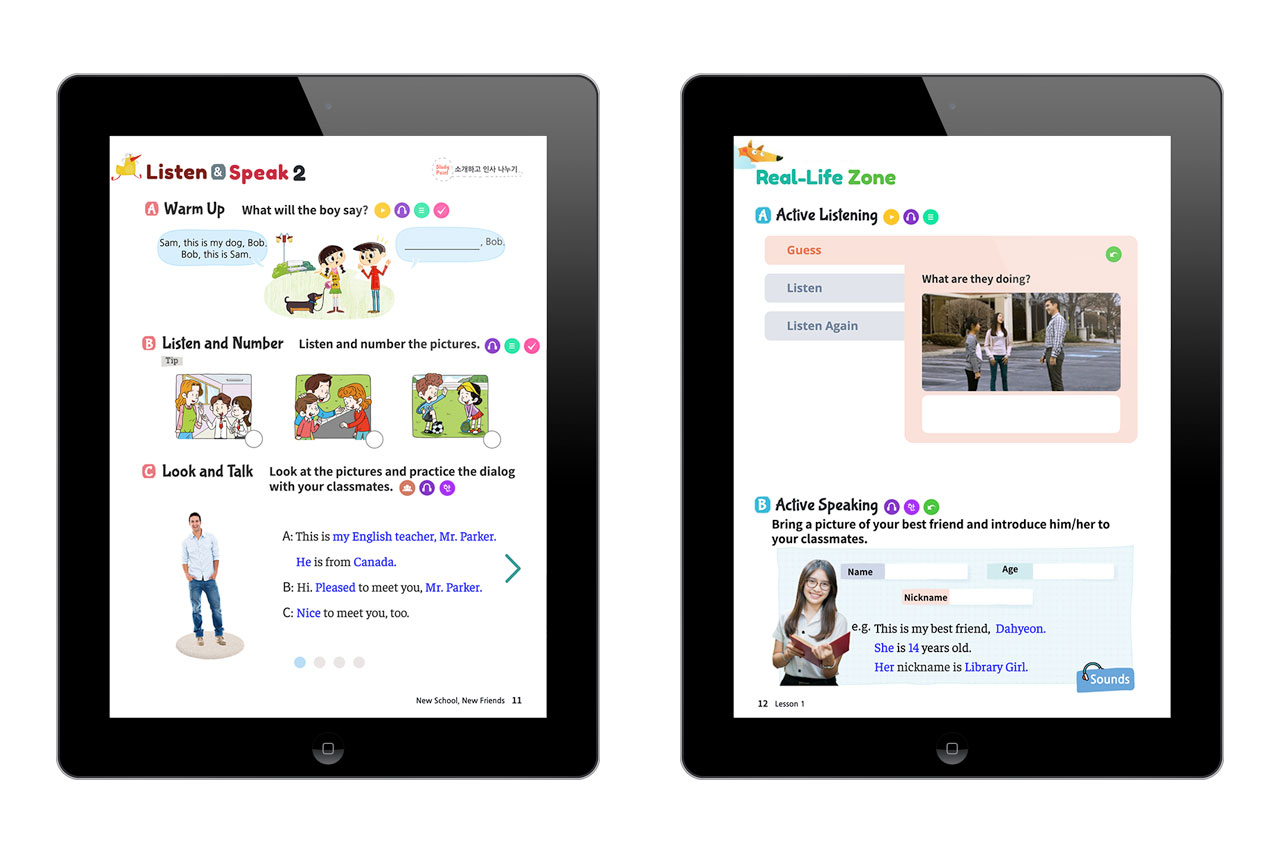 Listen & Speak 2
Study Point
소개하고 인사 나누기
A Warm Up What will the boy say?
Sam, this is my dog, Bob.
Bob, this is Sam.
____________, Bob.
B Listen and Number Listen and number the pictures.
Tip
C Look and Talk Look at the pictures and practice the dialog
with your classmates.
A: This is my English teacher, Mr. Parker.
He is from Canada.
B: Hi. Pleased to meet you, Mr. Parker.
C: Nice to meet you, too.
New School, New Friends 11
Real-Life Zone
A Active Listening
Guess
Listen
Listen Again
What are they doing?
B Active Speaking
Bring a picture of your best friend and introduce him/her to
your classmates.
Name
Age
Nickname
e.g. This is my best friend, Dahyeon.
She is 14 years old.
Her nickname is Library Girl.
Sounds
12 Lesson 1